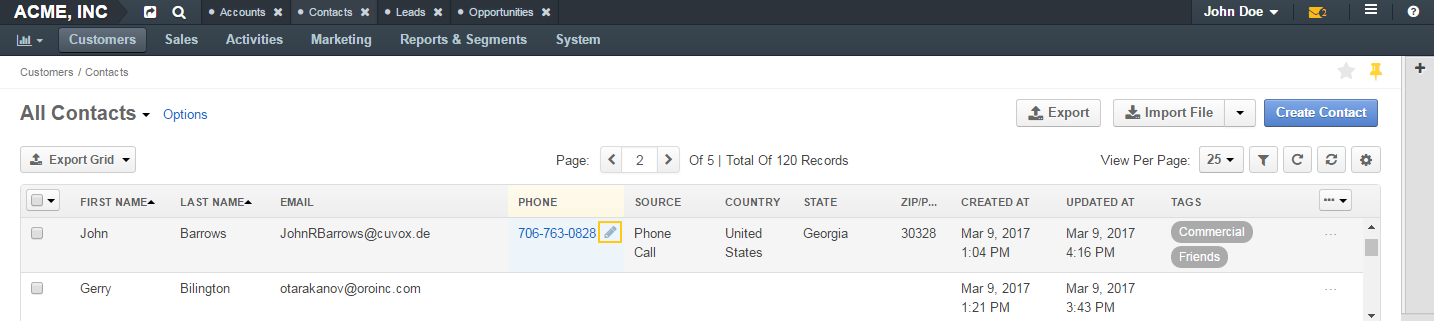 ACME, INC Accounts Contacts Leads Opportunities John Doe 2
Customers Sales Activities Marketing Reports & Segments System
Customers / Contacts
All Contacts Options Export Import File Create Contact
Export Grid Page: 2 Of 5 | Total Of 120 Records View Per Page: 25
FIRST NAME LAST NAME EMAIL PHONE SOURCE COUNTRY STATE ZIP/P... CREATED AT UPDATED AT TAGS
John Barrows JohnRBarrows@cuvox.de 706-763-0828 Phone United Georgia 30328 Mar 9, 2017 Mar 9, 2017 Commercial
Call States 1:04 PM 4:16 PM Friends
Gerry Bilington otarakanov@oroinc.com Mar 9, 2017 Mar 9, 2017
1:21 PM 3:43 PM